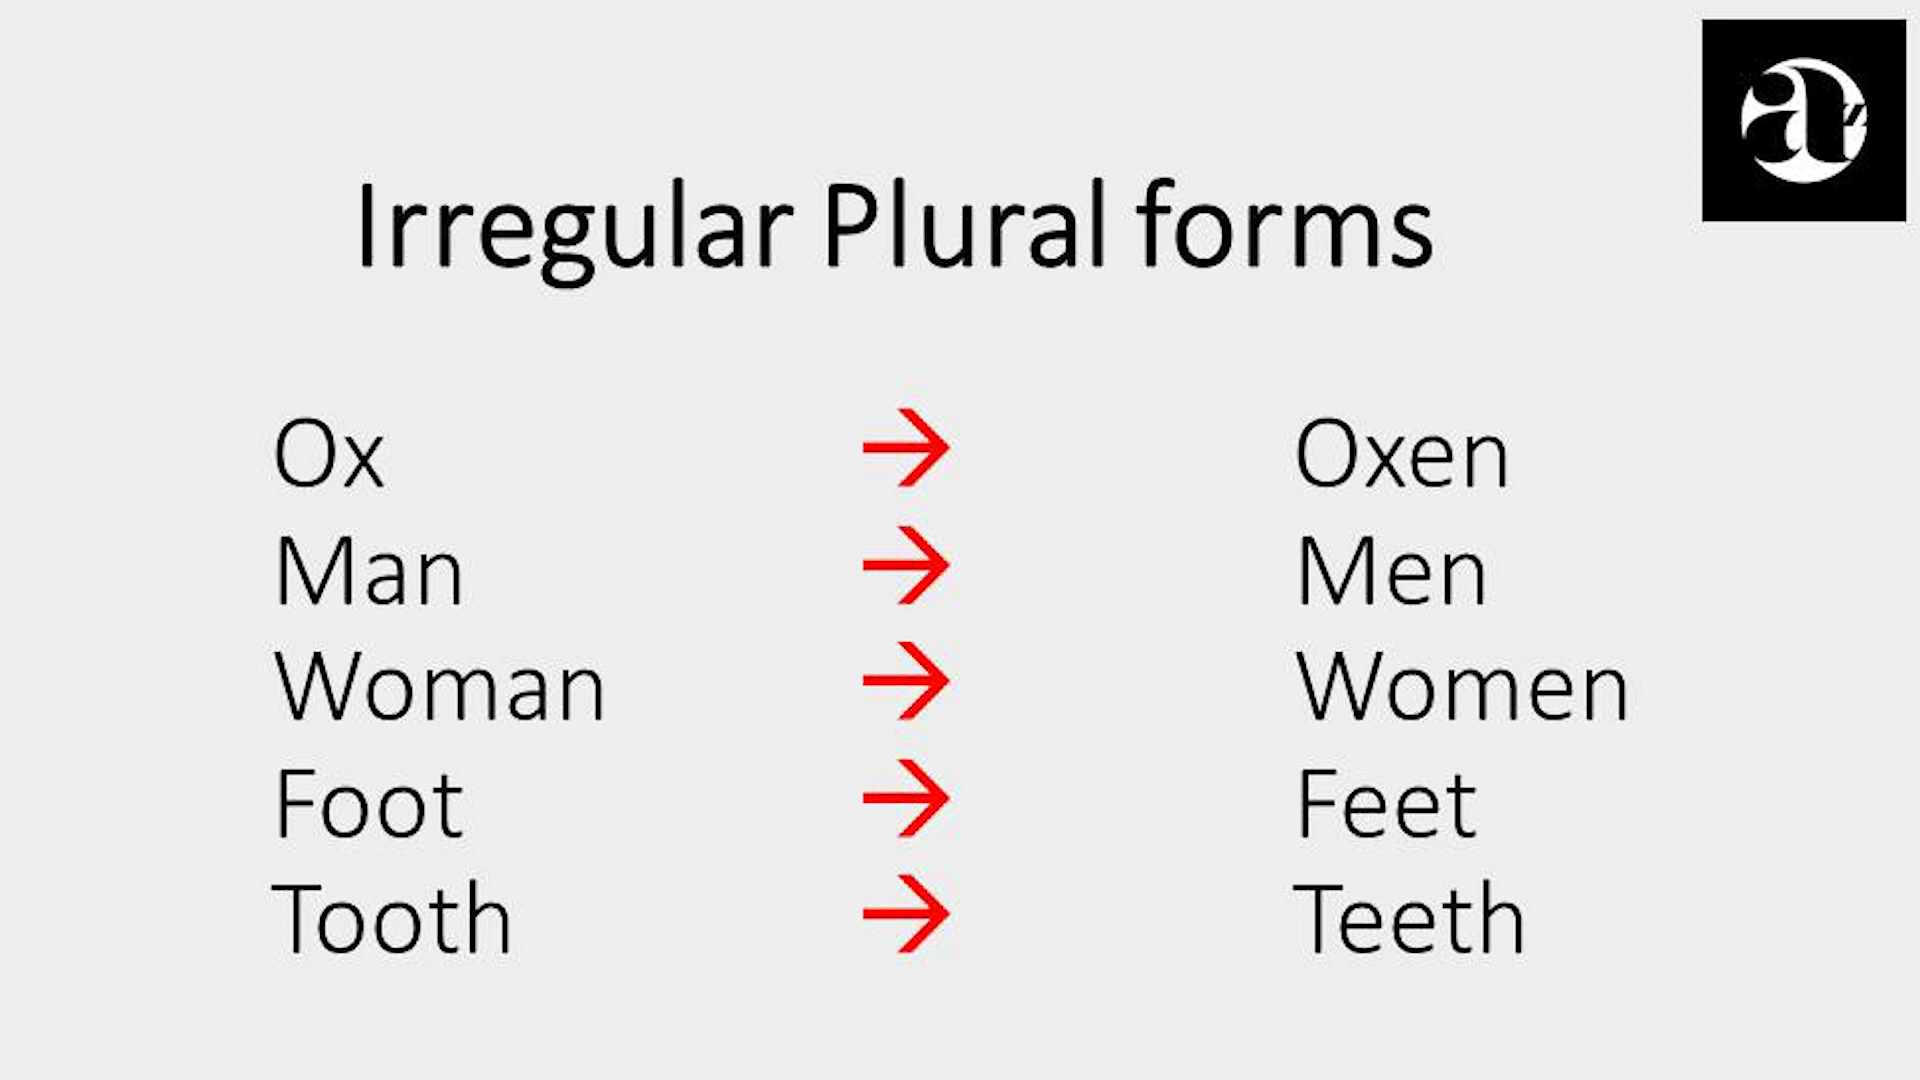 Irregular Plural forms
Ox → Oxen
Man → Men
Woman → Women
Foot → Feet
Tooth → Teeth